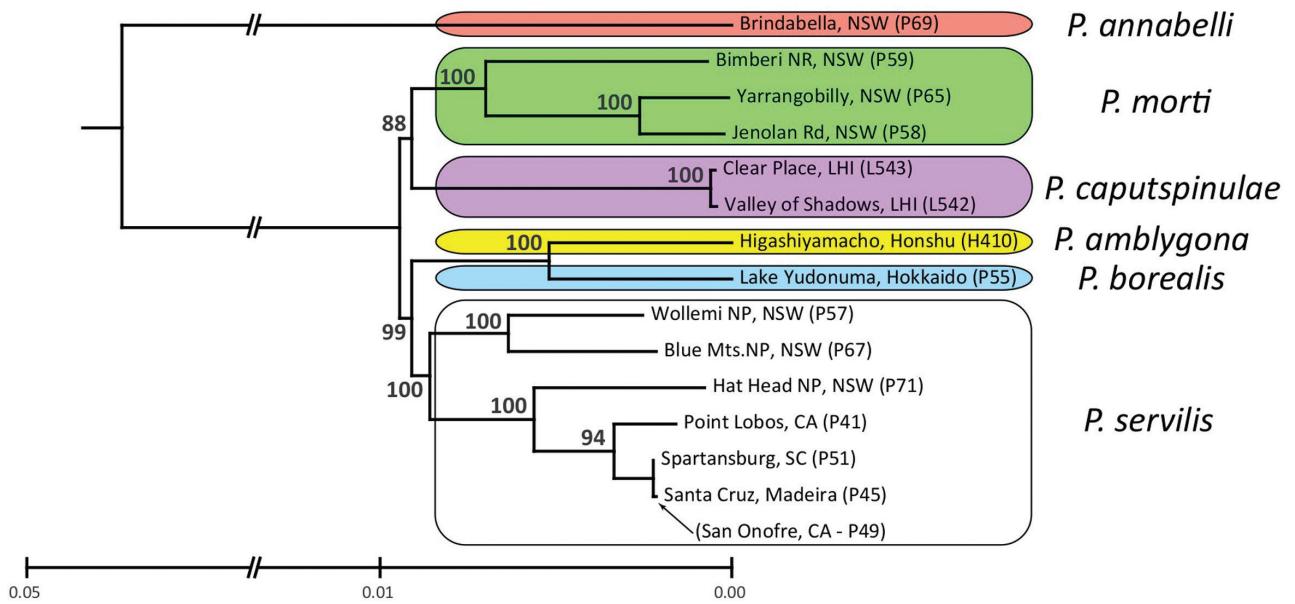 Brindabella, NSW (P69)
P. annabelli
Bimberi NR, NSW (P59)
100
Yarrangobilly, NSW (P65)
100
P. morti
88
Jenolan Rd, NSW (P58)
Clear Place, LHI (L543)
100
P. caputspinulae
Valley of Shadows, LHI (L542)
100
Higashiyamacho, Honshu (H410)
P. amblygona
Lake Yudonuma, Hokkaido (P55)
P. borealis
Wollemi NP, NSW (P57)
100
99
Blue Mts.NP, NSW (P67)
100
Hat Head NP, NSW (P71)
100
Point Lobos, CA (P41)
P. servilis
94
Spartansburg, SC (P51)
Santa Cruz, Madeira (P45)
(San Onofre, CA - P49)
0.05
0.01
0.00